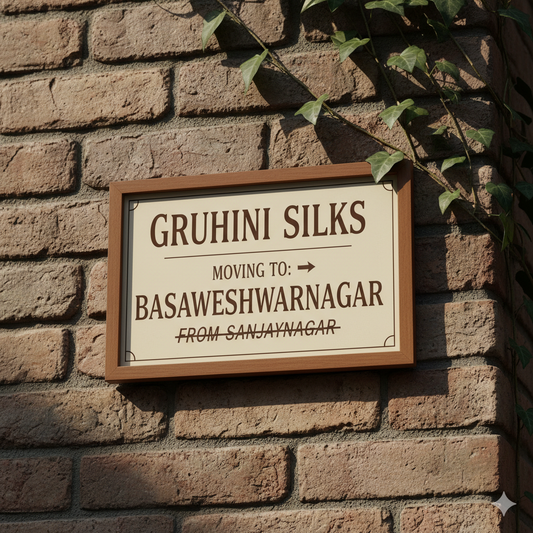 GRUHINI SILKS
MOVING TO: →
BASAWESHWARNAGAR
FROM SANJAYNAGAR